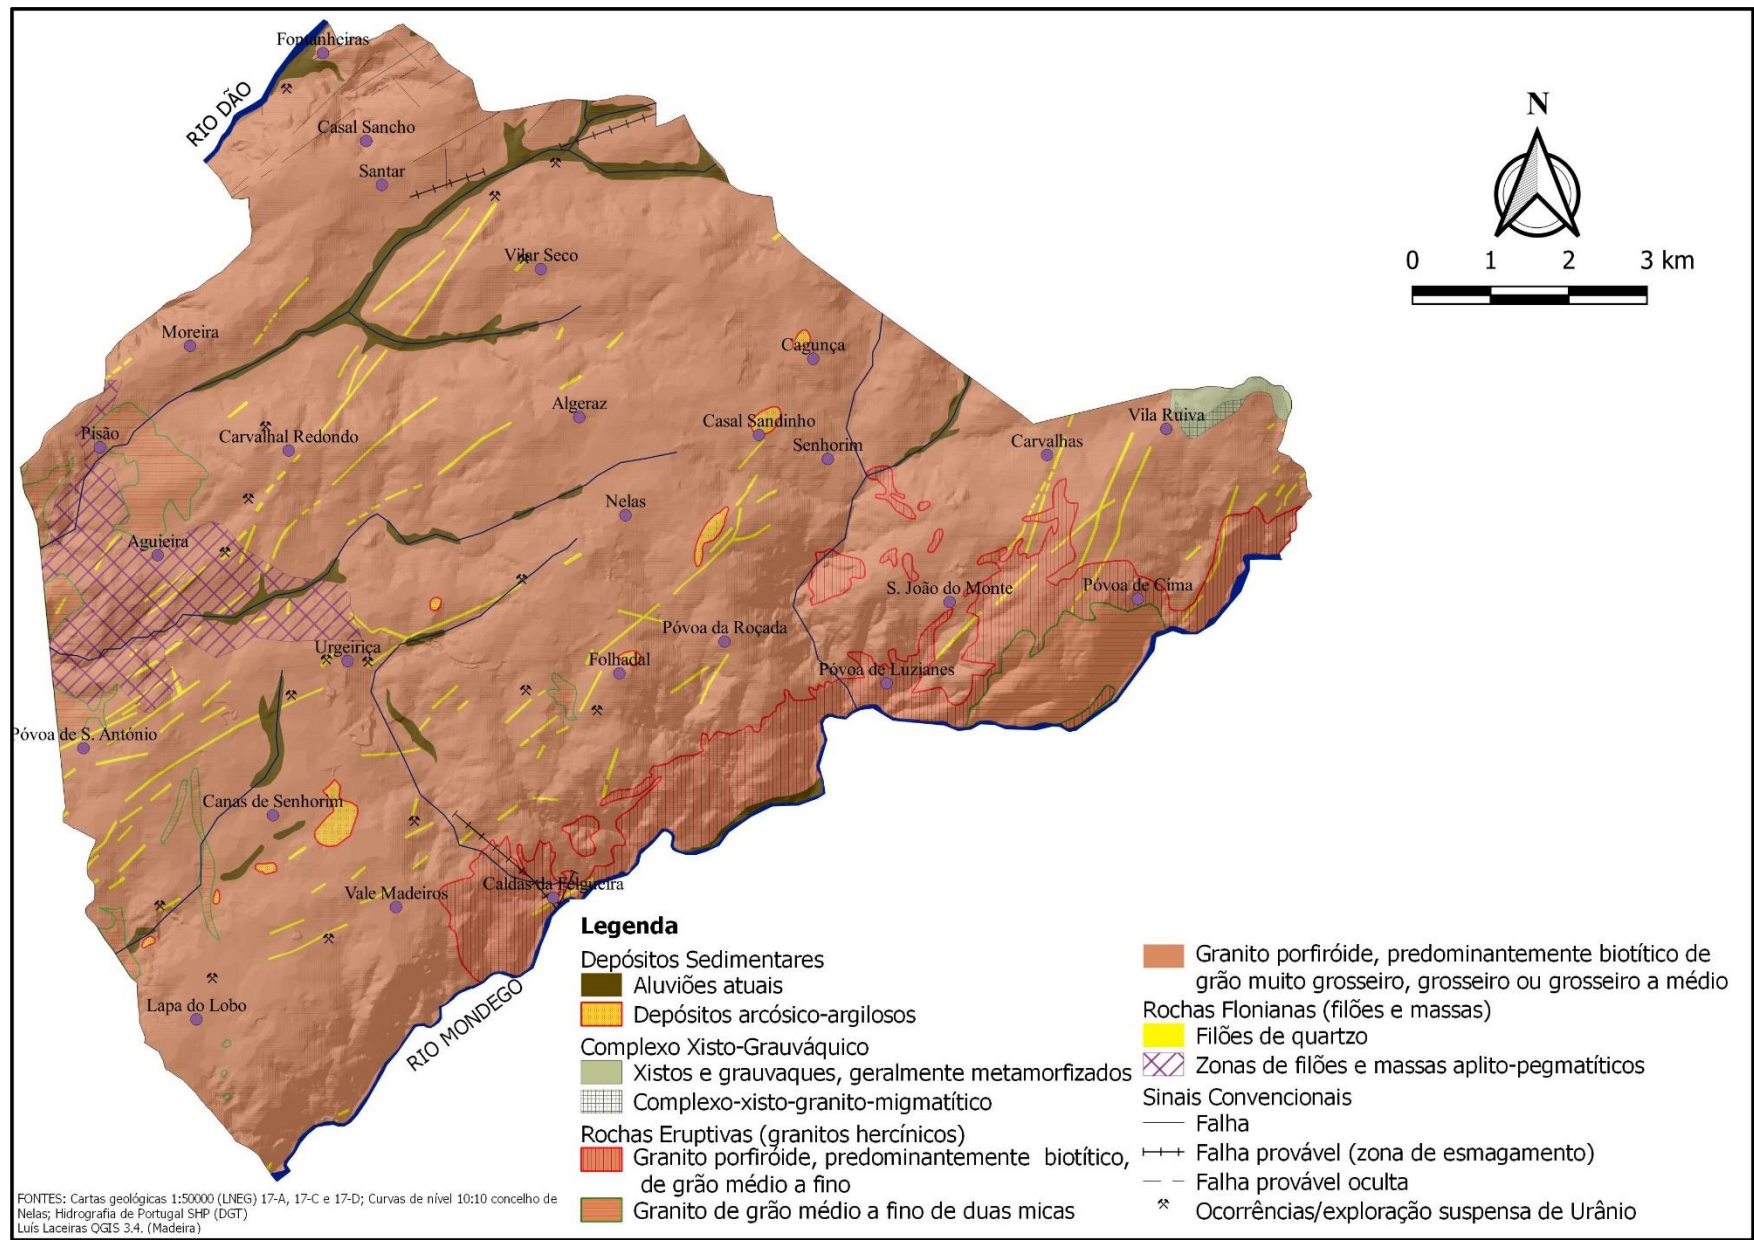 Fontanheiras
RIO DÃO
Casal Sancho
Santar
N
0 1 2 3 km
Vilar Seco
Moreira
Cagunça
Algeraz
Casal Sandinho
Vila Ruiva
Pisão
Carvalhal Redondo
Senhorim
Carvalhas
Nelas
Aguieira
S. João do Monte
Póvoa de Cima
Póvoa da Roçada
Urgeiriça
Folhadal
Póvoa de Luzianes
Póvoa de S. António
Canas de Senhorim
Vale Madeiros
Caldas da Felgueira
Lapa do Lobo
RIO MONDEGO
Legenda
Depósitos Sedimentares
Aluviões atuais
Depósitos arcósico-argilosos
Complexo Xisto-Grauváquico
Xistos e grauvaques, geralmente metamorfizados
Complexo-xisto-granito-migmatítico
Rochas Eruptivas (granitos hercínicos)
Granito porfiróide, predominantemente biotítico,
de grão médio a fino
Granito de grão médio a fino de duas micas
Granito porfiróide, predominantemente biotítico de
grão muito grosseiro, grosseiro ou grosseiro a médio
Rochas Flonianas (filões e massas)
Filões de quartzo
Zonas de filões e massas aplito-pegmatíticos
Sinais Convencionais
Falha
Falha provável (zona de esmagamento)
Falha provável oculta
Ocorrências/exploração suspensa de Urânio
FONTES: Cartas geológicas 1:50000 (LNEG) 17-A, 17-C e 17-D; Curvas de nível 10:10 concelho de
Nelas; Hidrografia de Portugal SHP (DGT)
Luís Laceiras QGIS 3.4. (Madeira)